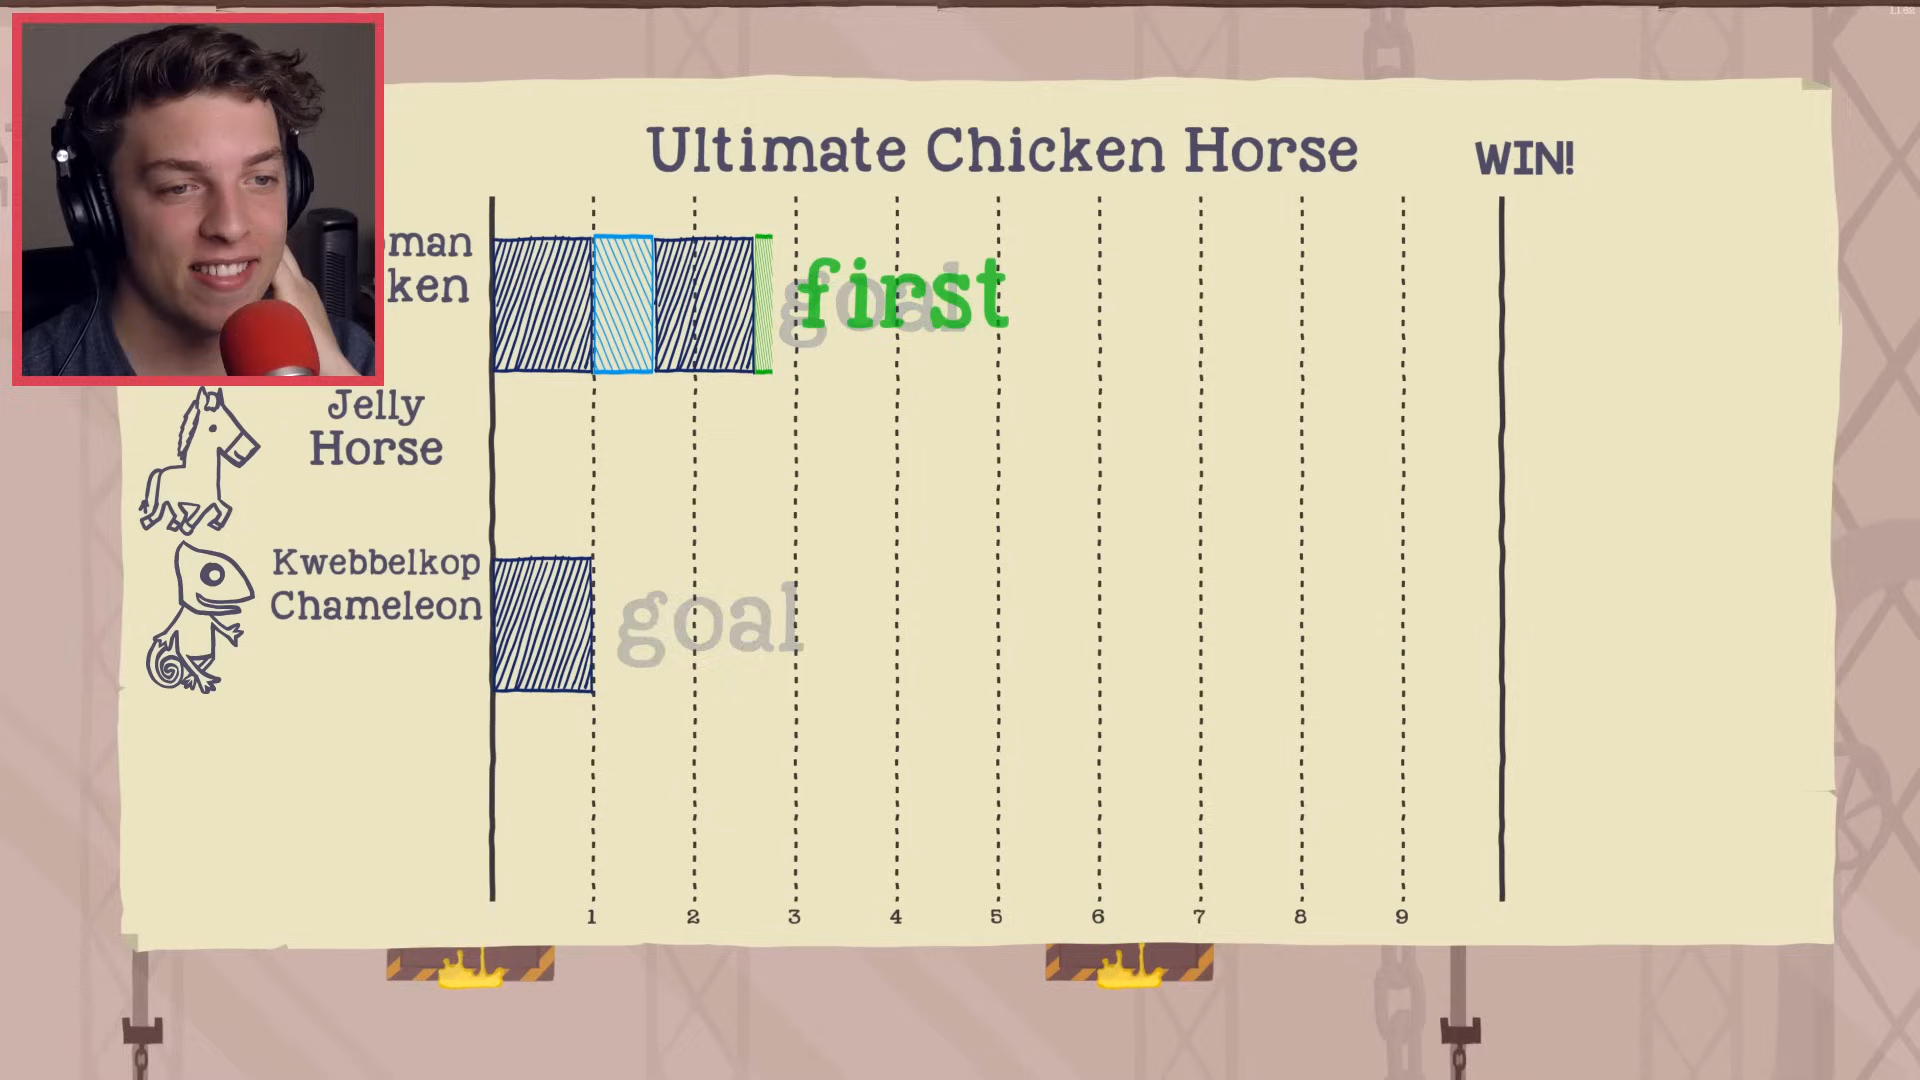 Ultimate Chicken Horse
WIN!
man
ken
first
goal
Jelly
Horse
Kwebbelkop
Chameleon
goal
1 2 3 4 5 6 7 8 9